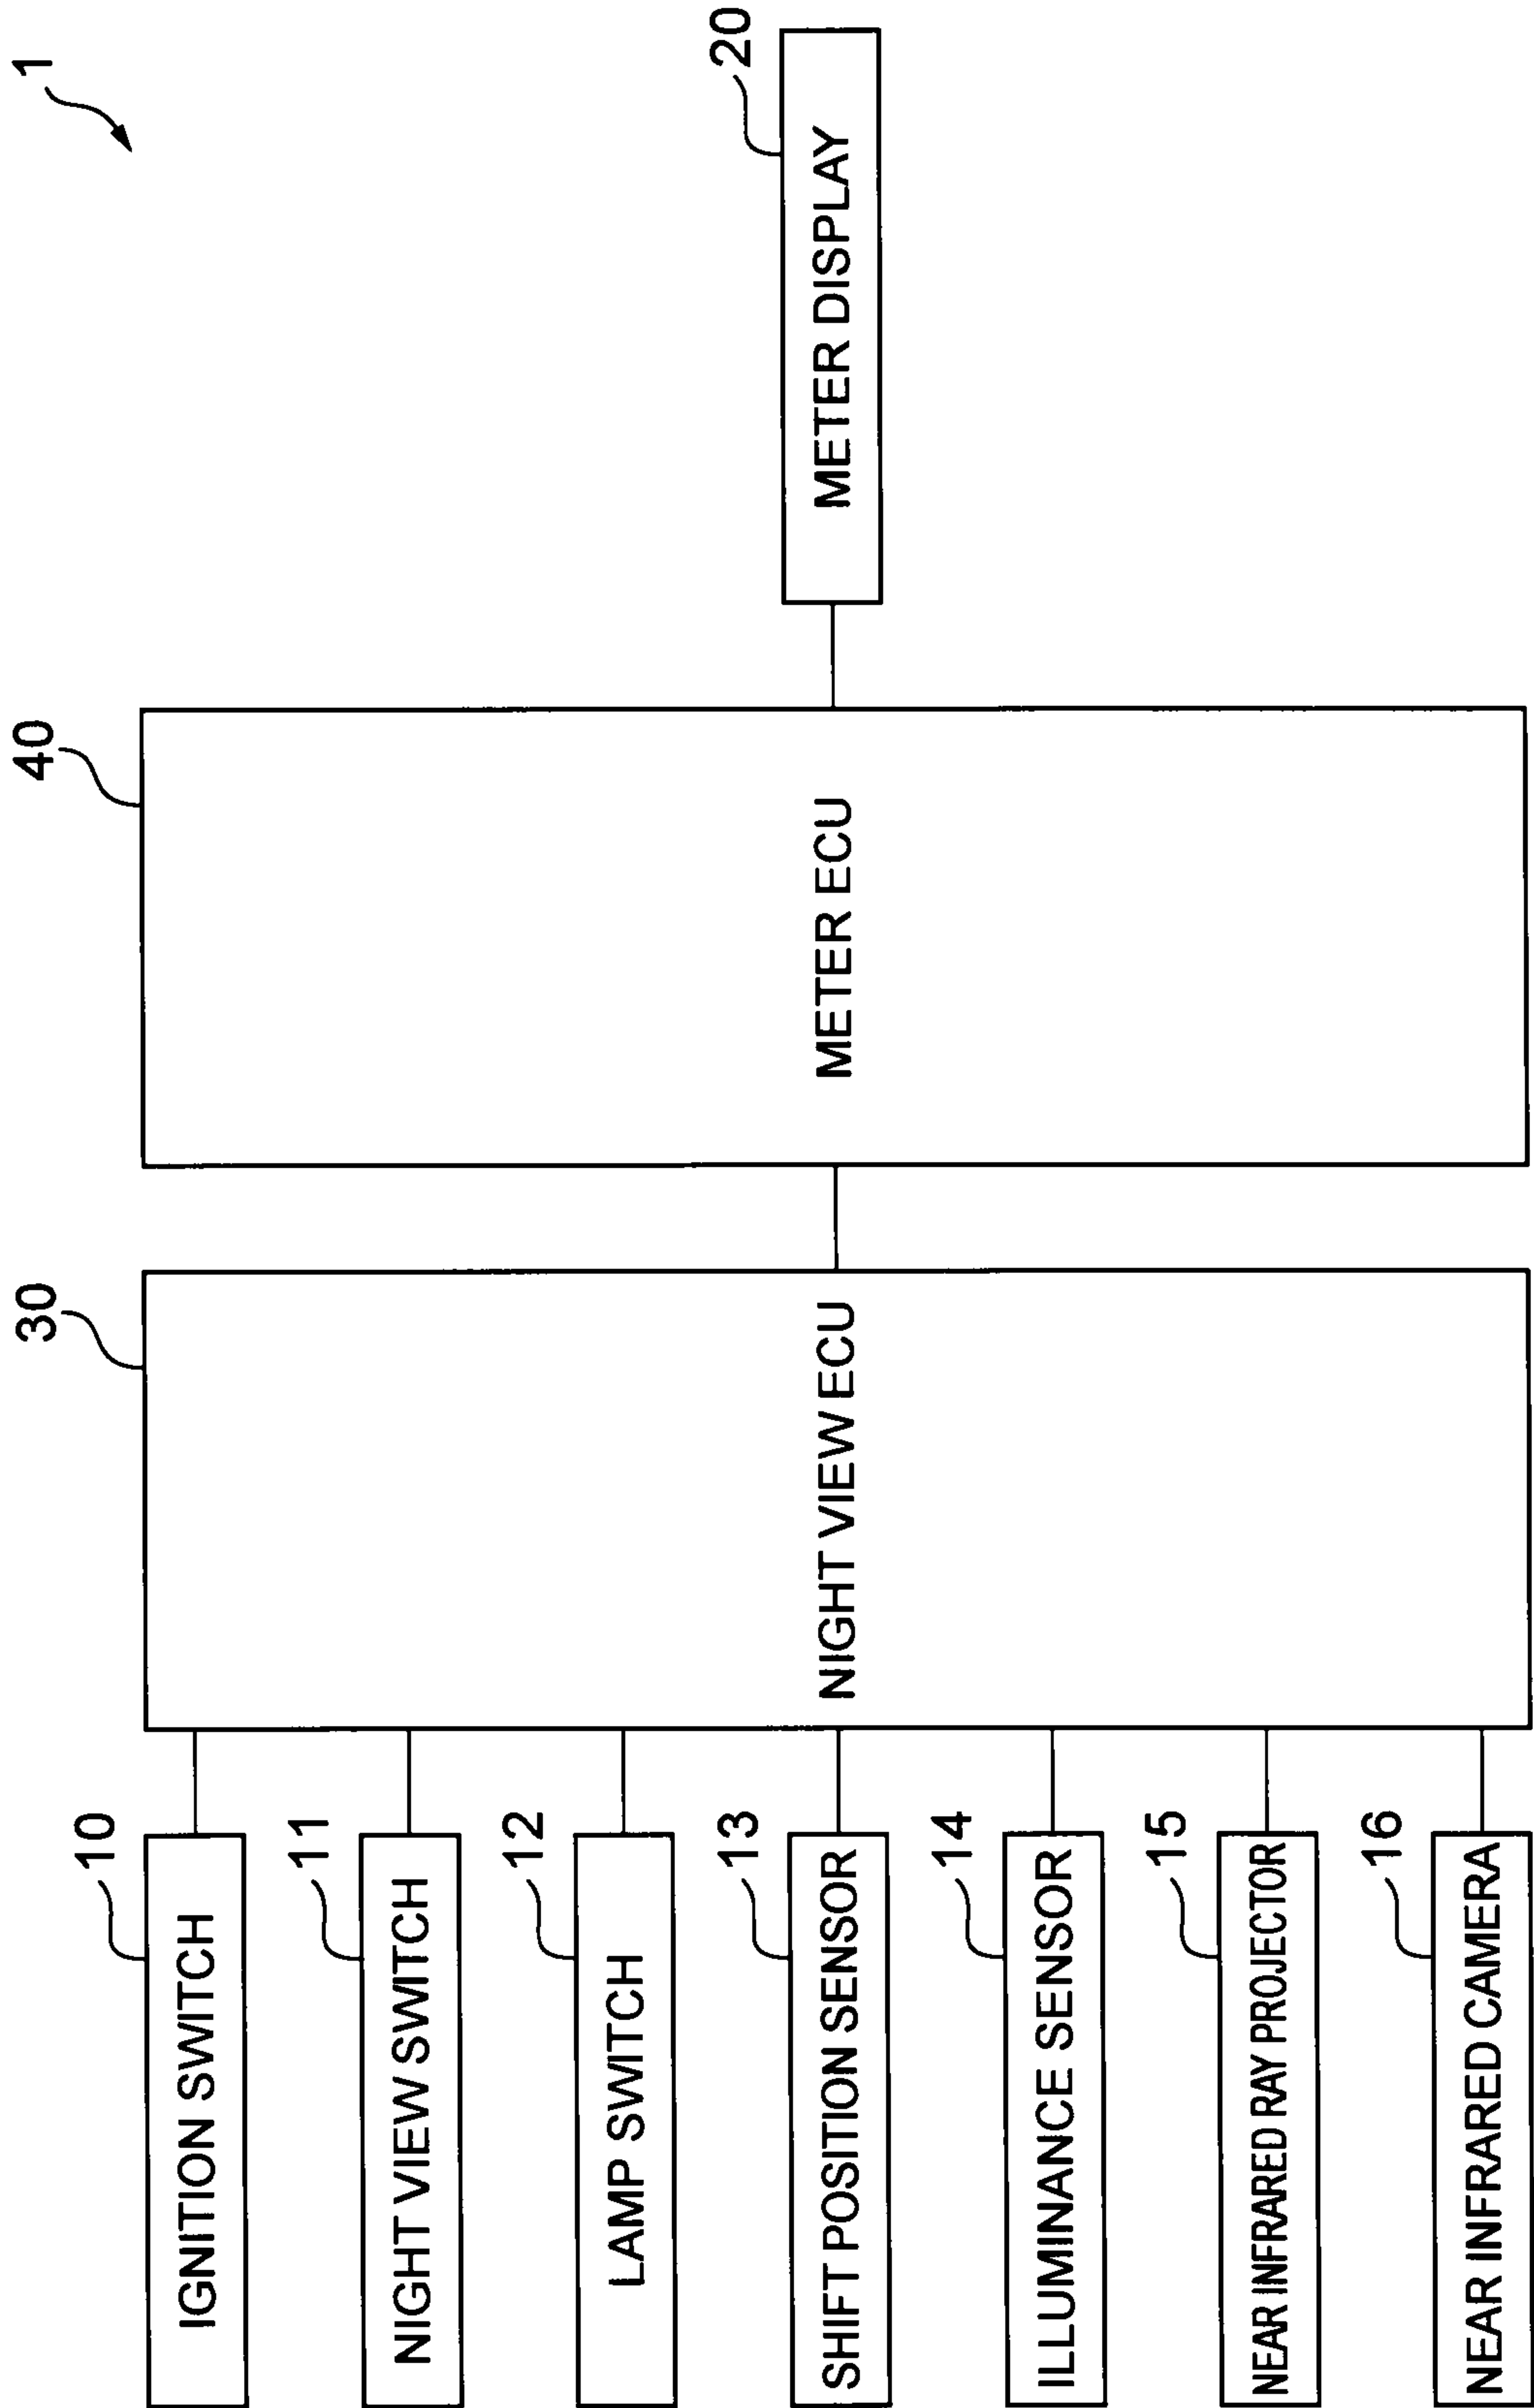 1
10
IGNITION SWITCH
11
NIGHT VIEW SWITCH
12
LAMP SWITCH
13
SHIFT POSITION SENSOR
14
ILLUMINANCE SENSOR
15
NEAR INFRARED RAY PROJECTOR
16
NEAR INFRARED CAMERA
30
NIGHT VIEW ECU
40
METER ECU
20
METER DISPLAY